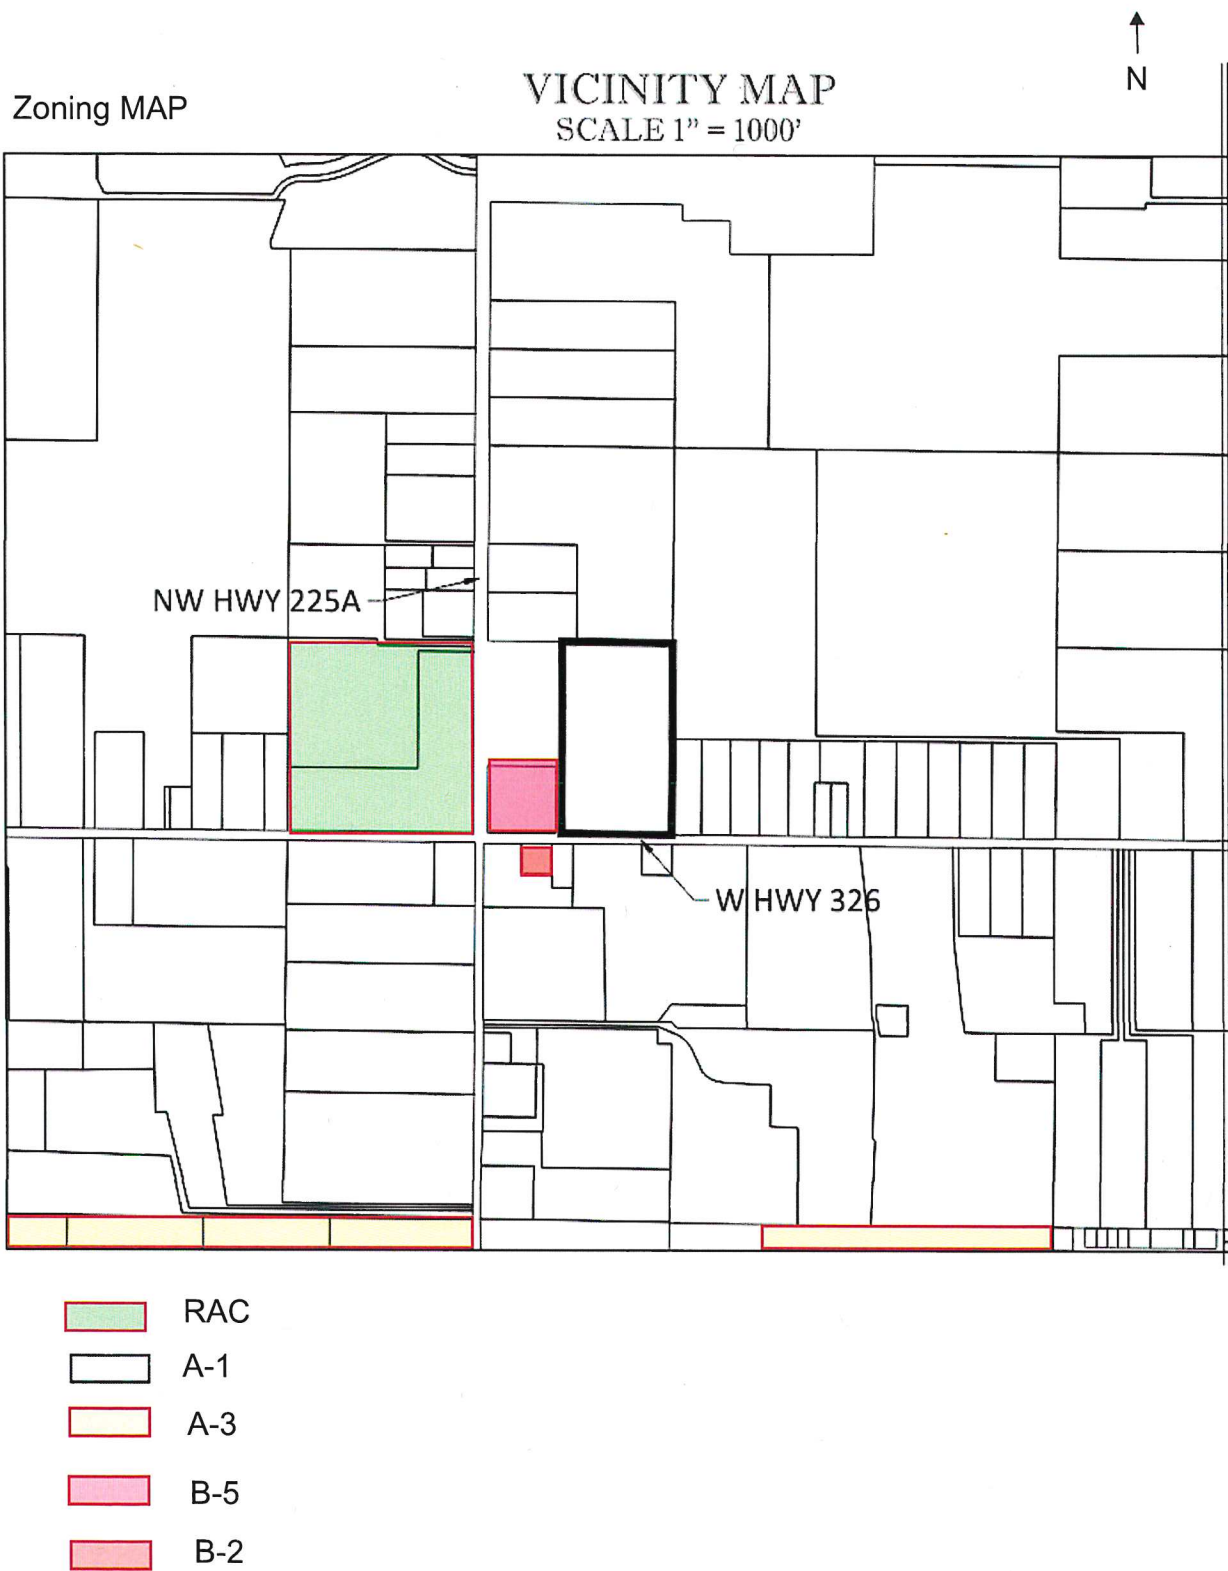 N
VICINITY MAP
Zoning MAP
SCALE 1” = 1000’
NW HWY 225A
W HWY 326
RAC
A-1
A-3
B-5
B-2